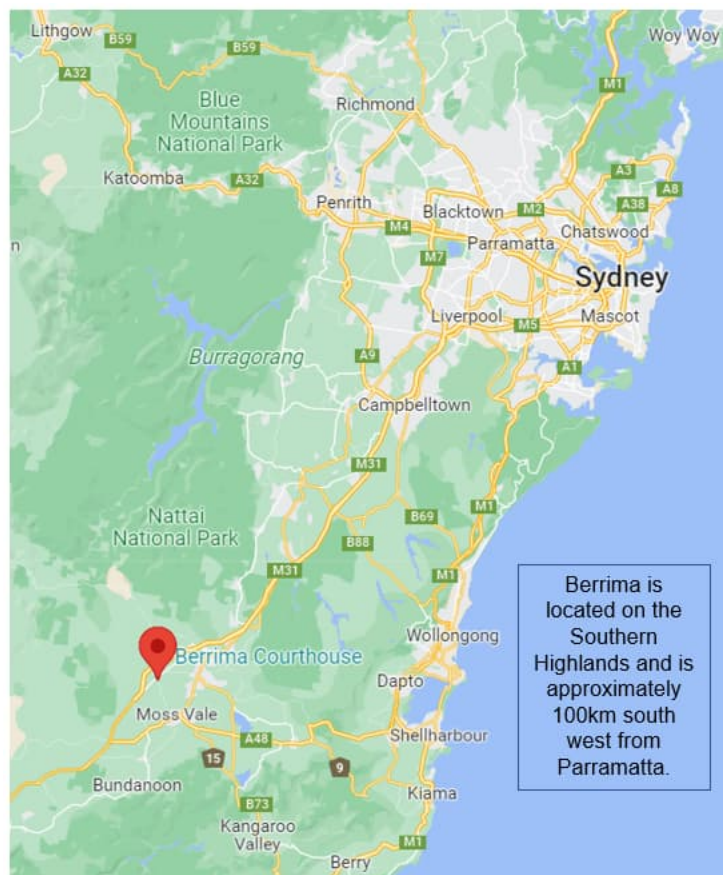 Lithgow
B59
B59
Woy Woy
A32
M1
Blue
Mountains
National Park
Richmond
Katoomba
A32
A3
A8
Penrith
Blacktown
M2
A38
M4
Parramatta
Chatswood
n
M7
Sydney
Liverpool
M5
Mascot
Burragorang
A9
A1
Campbelltown
M31
Nattai
National Park
M1
B69
B88
M31
M1
Berrima is
located on the
Southern
Highlands and is
approximately
100km south
west from
Parramatta.
Wollongong
Berrima Courthouse
Dapto
Moss Vale
A48
Shellharbour
15
9
Bundanoon
Kiama
B73
Kangaroo
Valley
M1
Berry